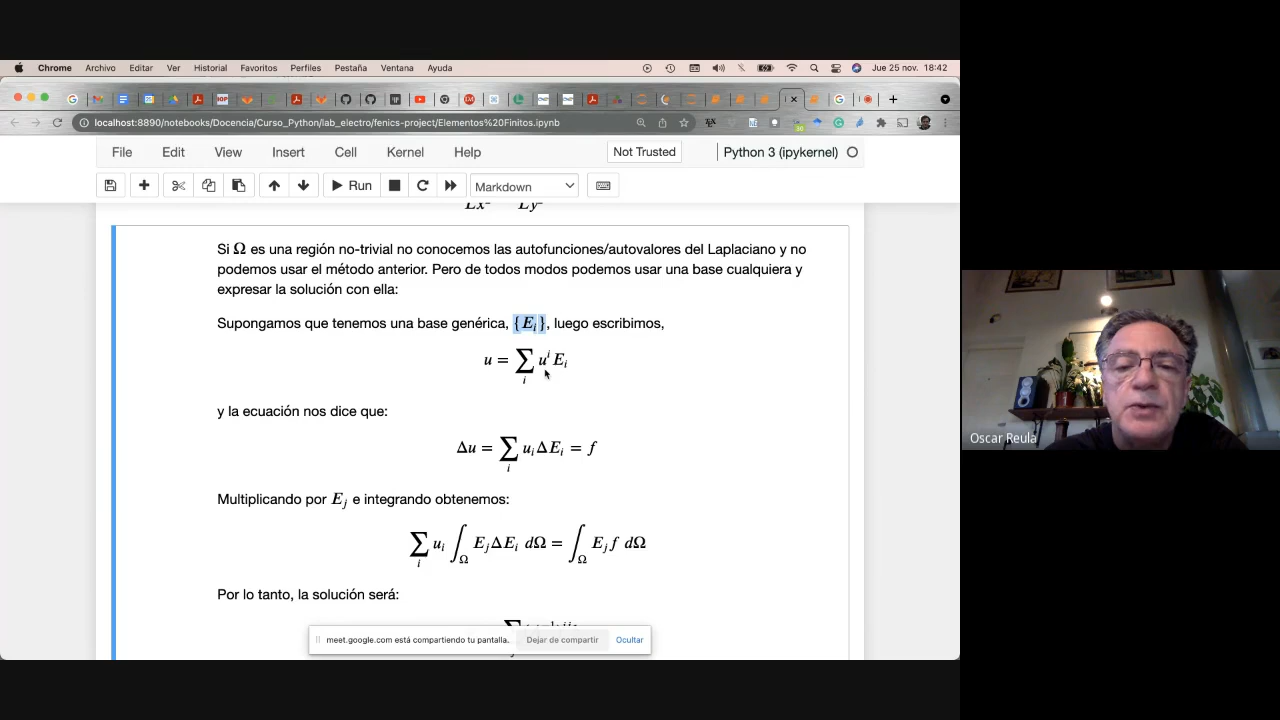 Chrome Archivo Editar Ver Historial Favoritos Perfiles Pestaña Ventana Ayuda Jue 25 nov. 18:42
localhost:8890/notebooks/Docencia/Curso_Python/lab_electro/fenics-project/Elementos%20Finitos.ipynb
File Edit View Insert Cell Kernel Help Not Trusted Python 3 (ipykernel)
Run Markdown
Si Ω es una región no-trivial no conocemos las autofunciones/autovalores del Laplaciano y no
podemos usar el método anterior. Pero de todos modos podemos usar una base cualquiera y
expresar la solución con ella:
Supongamos que tenemos una base genérica, {E_i}, luego escribimos,
u = ∑_i u^i E_i
y la ecuación nos dice que:
Δu = ∑_i u_i ΔE_i = f
Multiplicando por E_j e integrando obtenemos:
∑_i u_i ∫_Ω E_j ΔE_i dΩ = ∫_Ω E_j f dΩ
Por lo tanto, la solución será:
meet.google.com está compartiendo tu pantalla. Dejar de compartir Ocultar
Oscar Reula